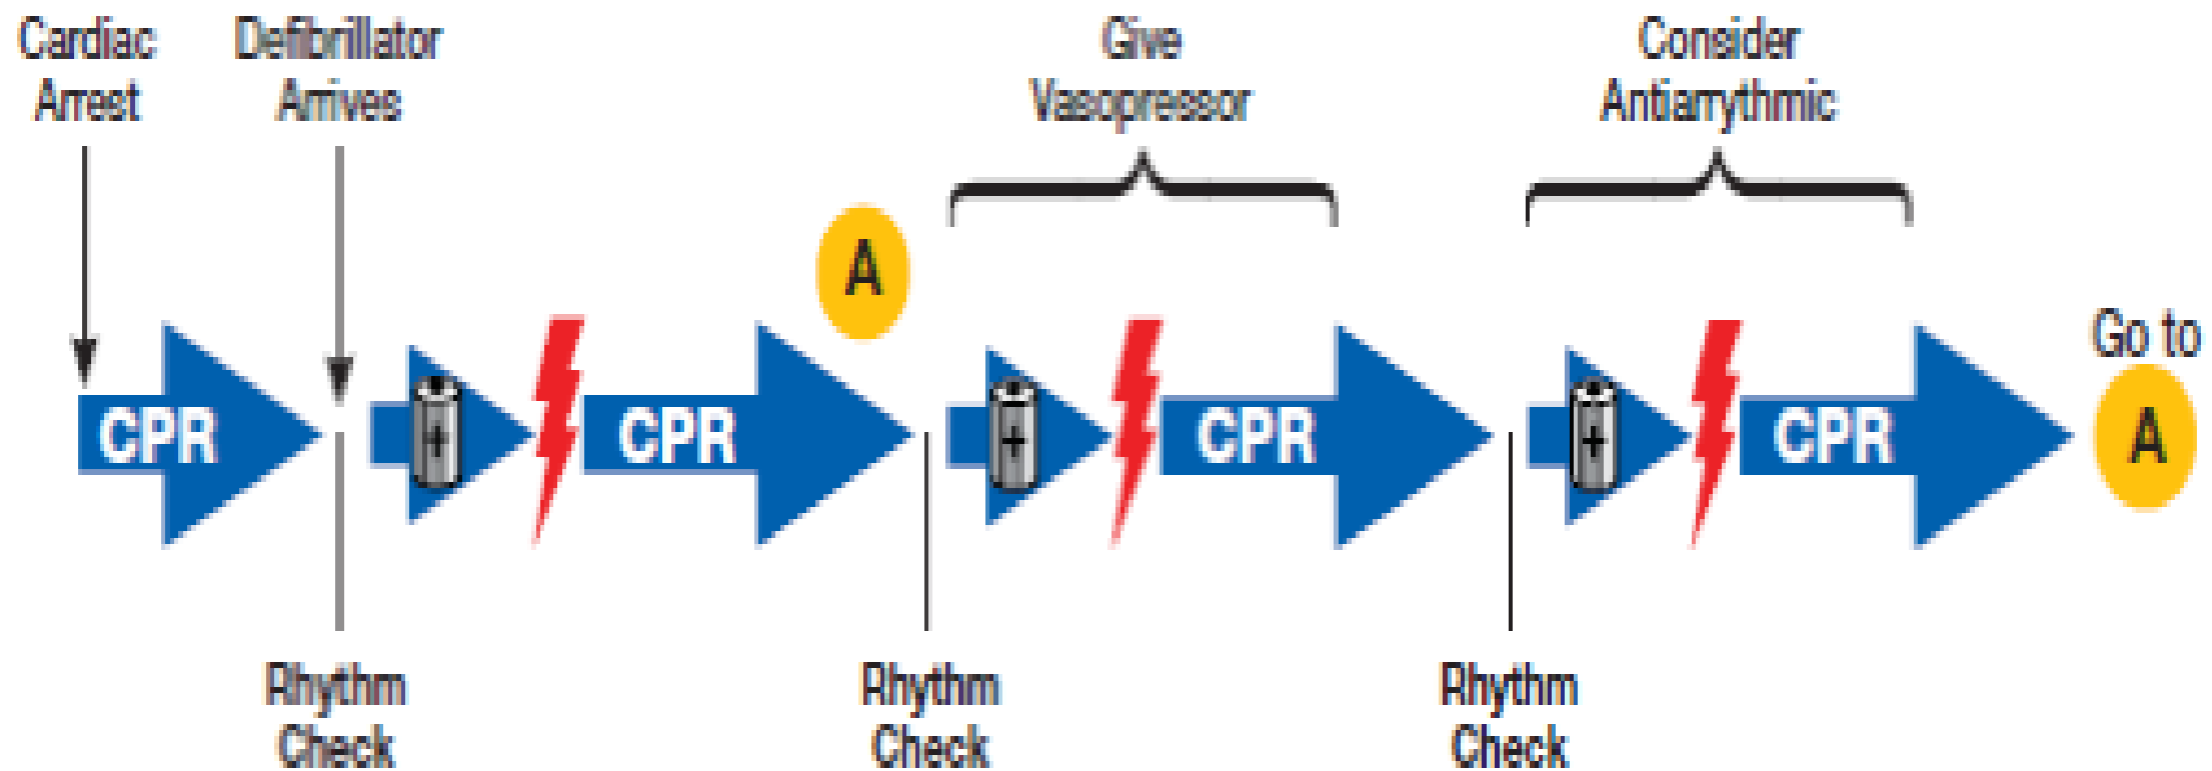 Cardiac
Arrest
Defibrillator
Arrives
Give
Vasopressor
Consider
Antiarrythmic
A
Go to
A
CPR
+
CPR
+
CPR
+
CPR
Rhythm
Check
Rhythm
Check
Rhythm
Check